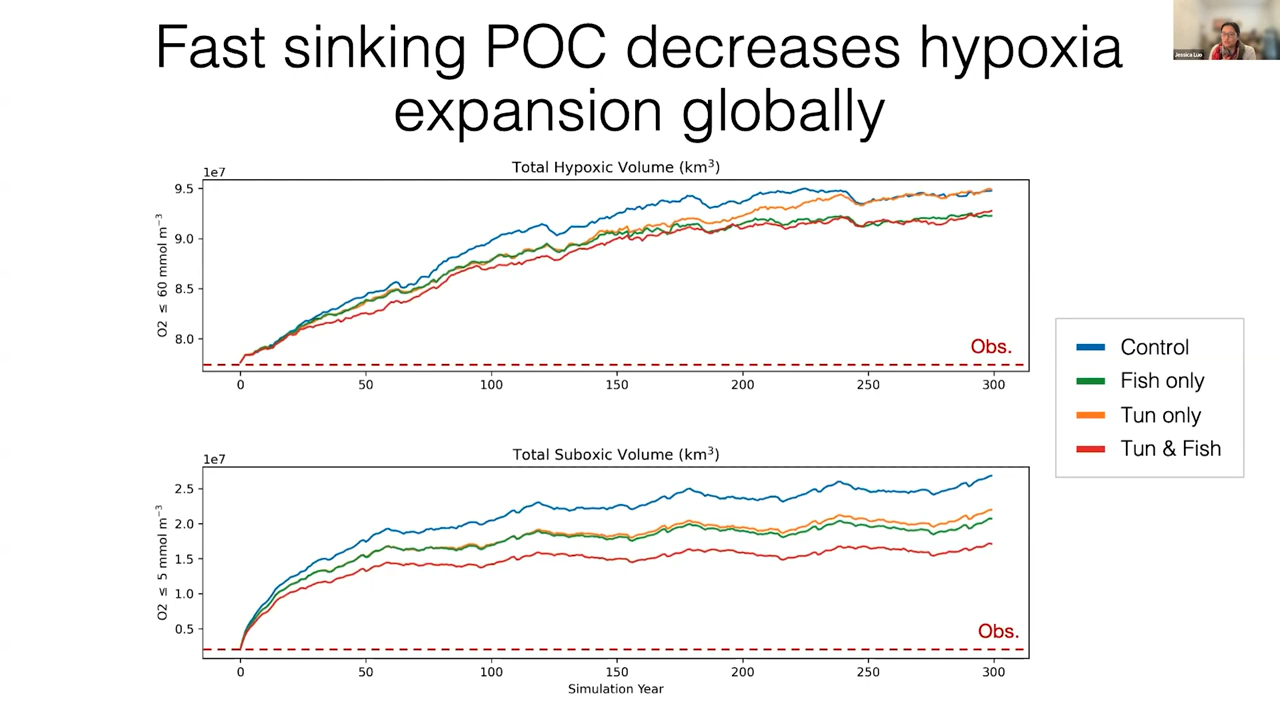 Fast sinking POC decreases hypoxia
expansion globally
Jessica Luo
Total Hypoxic Volume (km³)
1e7
O2 ≤ 60 mmol m⁻³
9.5
9.0
8.5
8.0
Obs.
0 50 100 150 200 250 300
Control
Fish only
Tun only
Tun & Fish
Total Suboxic Volume (km³)
1e7
O2 ≤ 5 mmol m⁻³
2.5
2.0
1.5
1.0
0.5
Obs.
0 50 100 150 200 250 300
Simulation Year